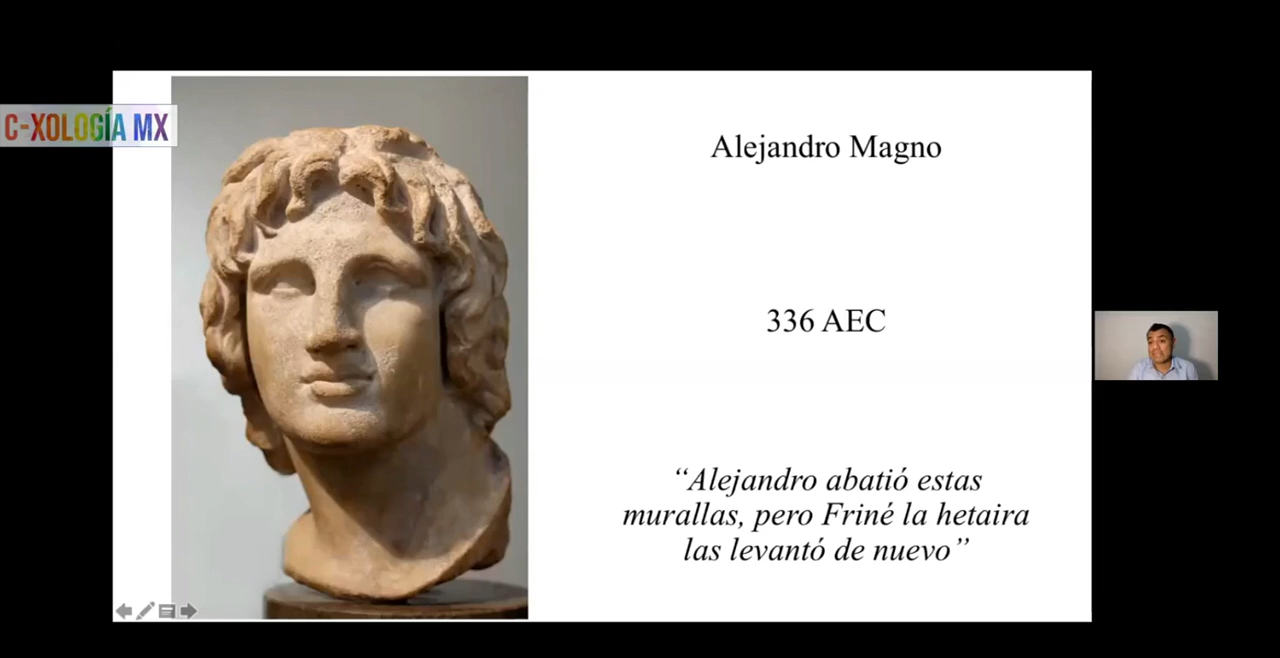 C-XOLOGÍA MX
Alejandro Magno
336 AEC
“Alejandro abatió estas
murallas, pero Friné la hetaira
las levantó de nuevo”